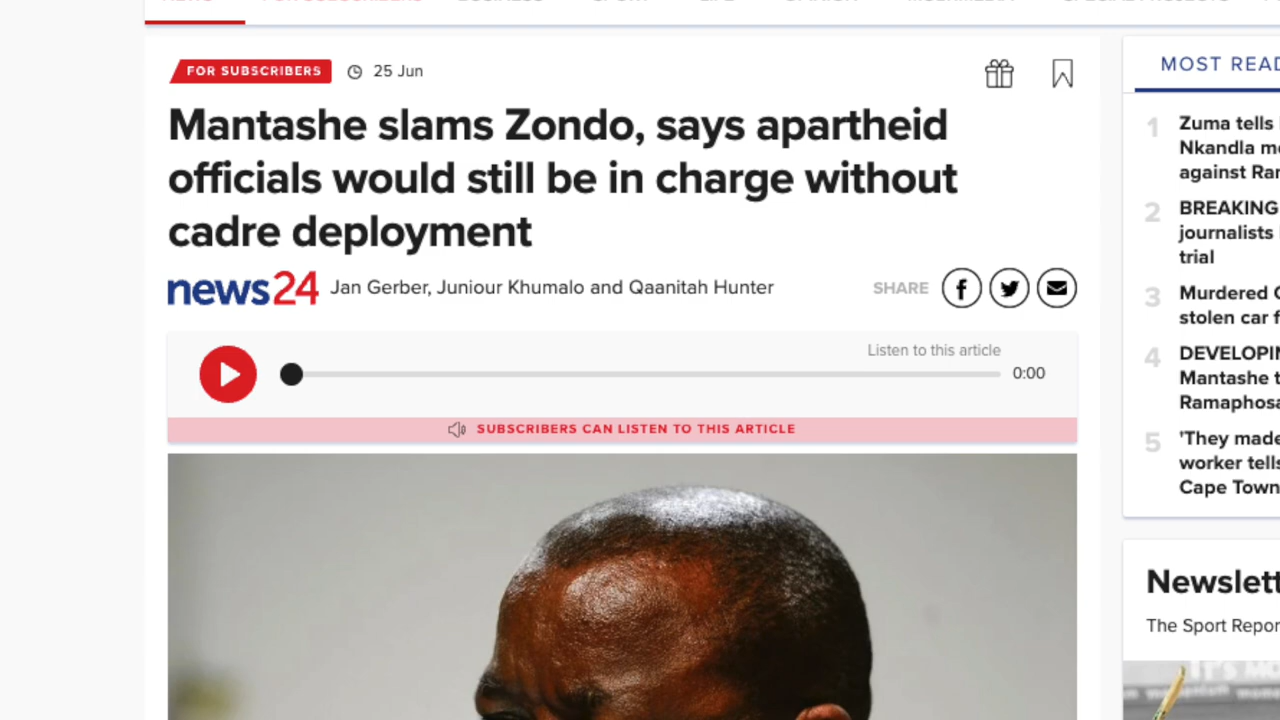 FOR SUBSCRIBERS
25 Jun
Mantashe slams Zondo, says apartheid
officials would still be in charge without
cadre deployment
news24
Jan Gerber, Juniour Khumalo and Qaanitah Hunter
SHARE
Listen to this article
0:00
SUBSCRIBERS CAN LISTEN TO THIS ARTICLE
MOST READ
1
Zuma tells
Nkandla
against
2
BREAKING
journalists
trial
3
Murdered
stolen car
4
DEVELOPIN
Mantashe
Ramaphosa
5
'They made
worker tells
Cape Town
Newslett
The Sport Repor